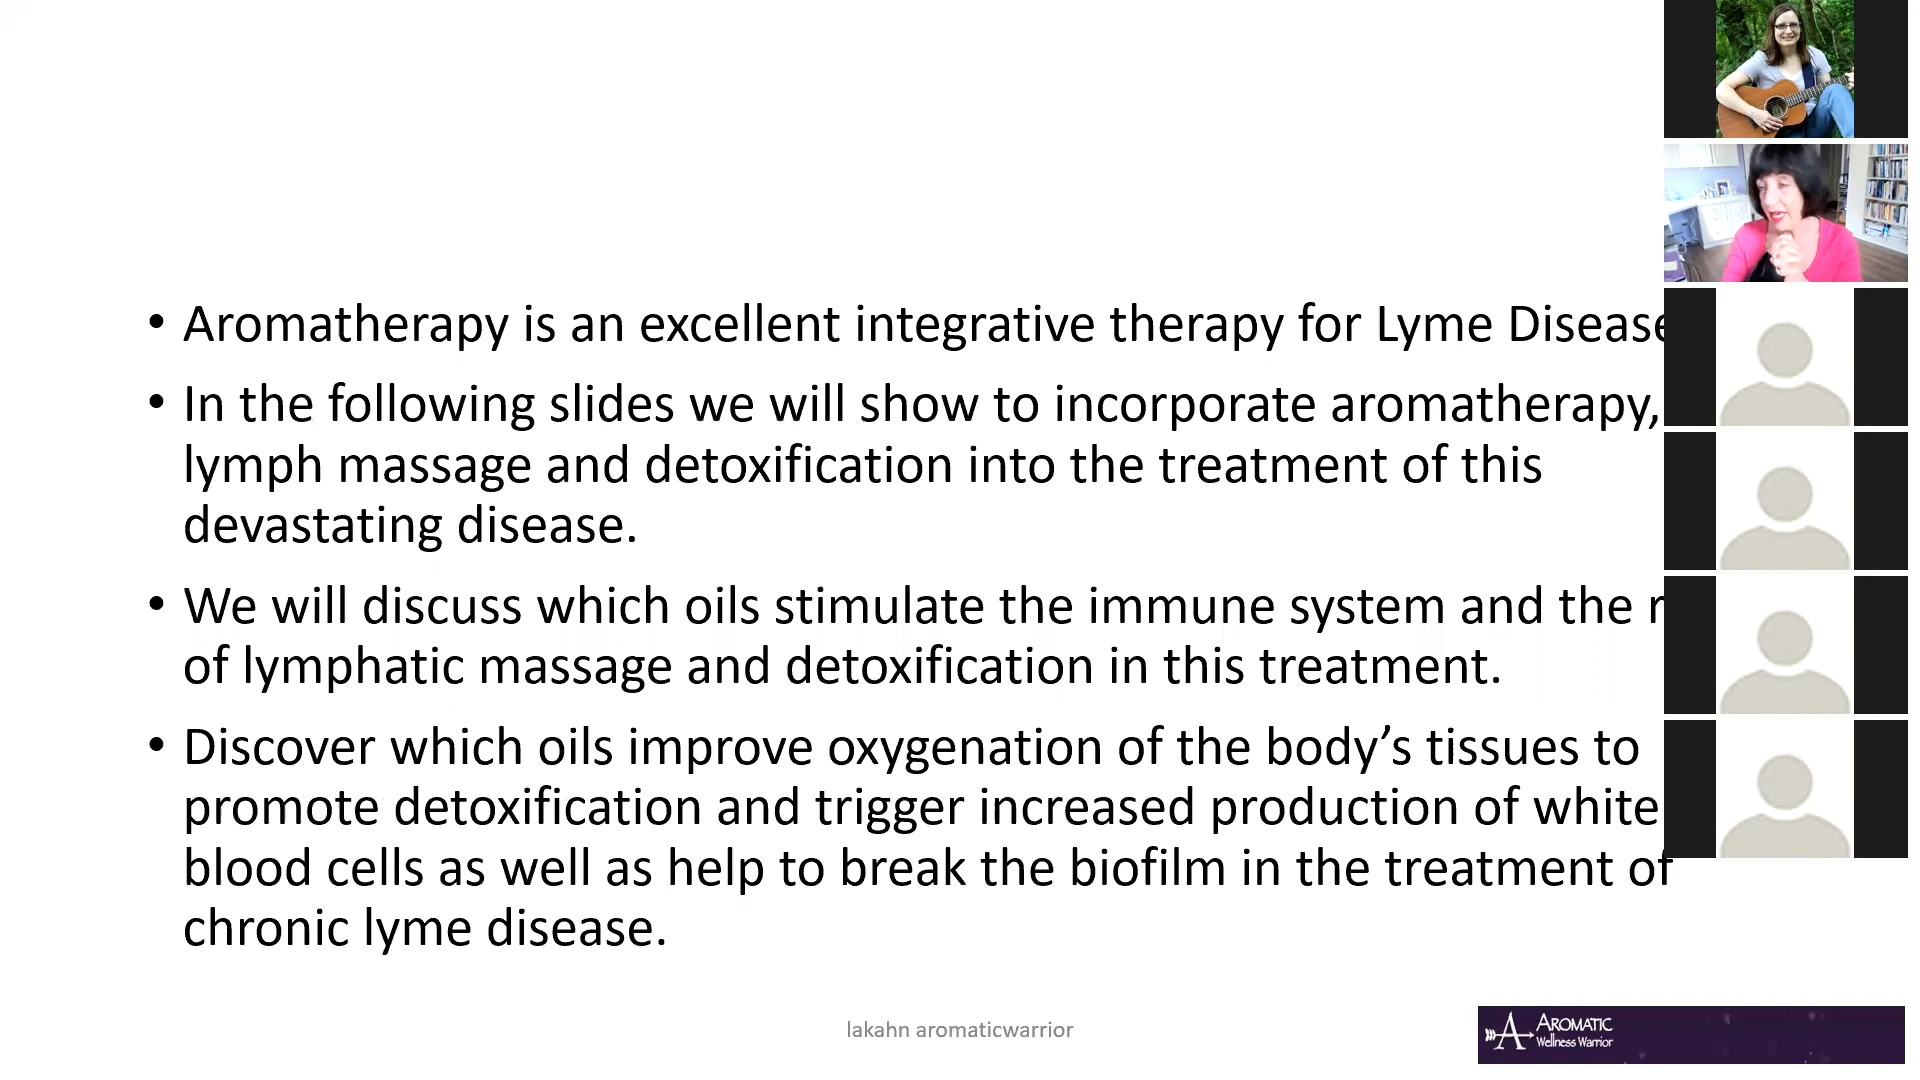 • Aromatherapy is an excellent integrative therapy for Lyme Disease
• In the following slides we will show to incorporate aromatherapy,
lymph massage and detoxification into the treatment of this
devastating disease.
• We will discuss which oils stimulate the immune system and the
of lymphatic massage and detoxification in this treatment.
• Discover which oils improve oxygenation of the body’s tissues to
promote detoxification and trigger increased production of white
blood cells as well as help to break the biofilm in the treatment of
chronic lyme disease.
lakahn aromaticwarrior
AROMATIC
Wellness Warrior